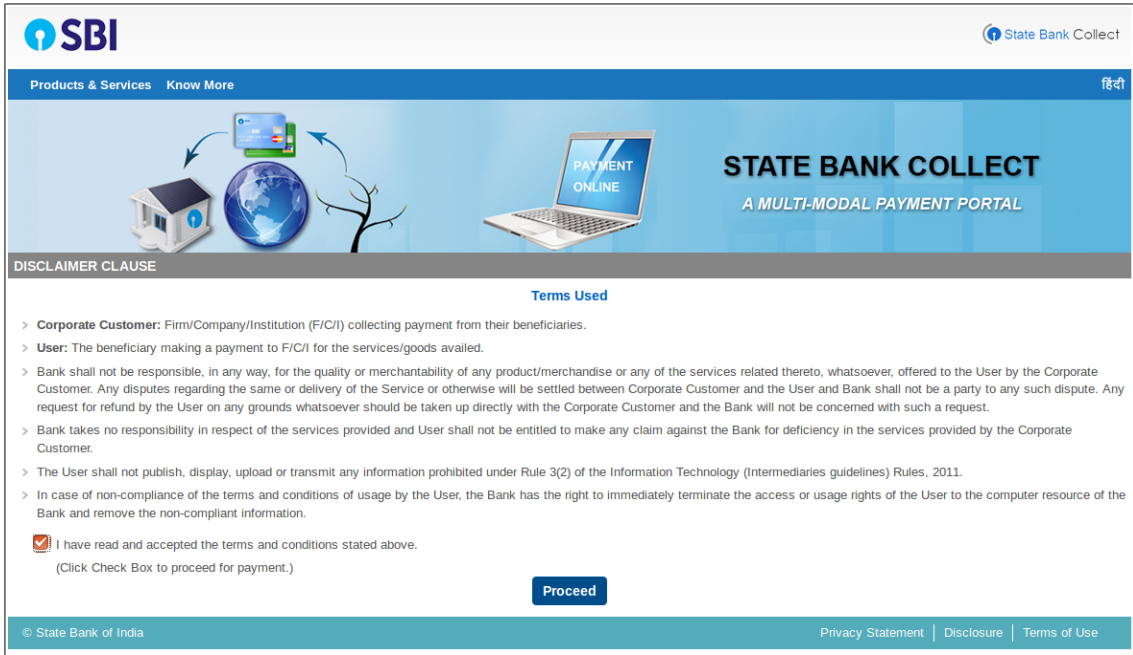 SBI
State Bank Collect
Products & Services Know More हिंदी
SBI
PAYMENT
ONLINE
STATE BANK COLLECT
A MULTI-MODAL PAYMENT PORTAL
DISCLAIMER CLAUSE
Terms Used
Corporate Customer: Firm/Company/Institution (F/C/I) collecting payment from their beneficiaries.
User: The beneficiary making a payment to F/C/I for the services/goods availed.
Bank shall not be responsible, in any way, for the quality or merchantability of any product/merchandise or any of the services related thereto, whatsoever, offered to the User by the Corporate
Customer. Any disputes regarding the same or delivery of the Service or otherwise will be settled between Corporate Customer and the User and Bank shall not be a party to any such dispute. Any
request for refund by the User on any grounds whatsoever should be taken up directly with the Corporate Customer and the Bank will not be concerned with such a request.
Bank takes no responsibility in respect of the services provided and User shall not be entitled to make any claim against the Bank for deficiency in the services provided by the Corporate
Customer.
The User shall not publish, display, upload or transmit any information prohibited under Rule 3(2) of the Information Technology (Intermediaries guidelines) Rules, 2011.
In case of non-compliance of the terms and conditions of usage by the User, the Bank has the right to immediately terminate the access or usage rights of the User to the computer resource of the
Bank and remove the non-compliant information.
I have read and accepted the terms and conditions stated above.
(Click Check Box to proceed for payment.)
Proceed
© State Bank of India Privacy Statement Disclosure Terms of Use